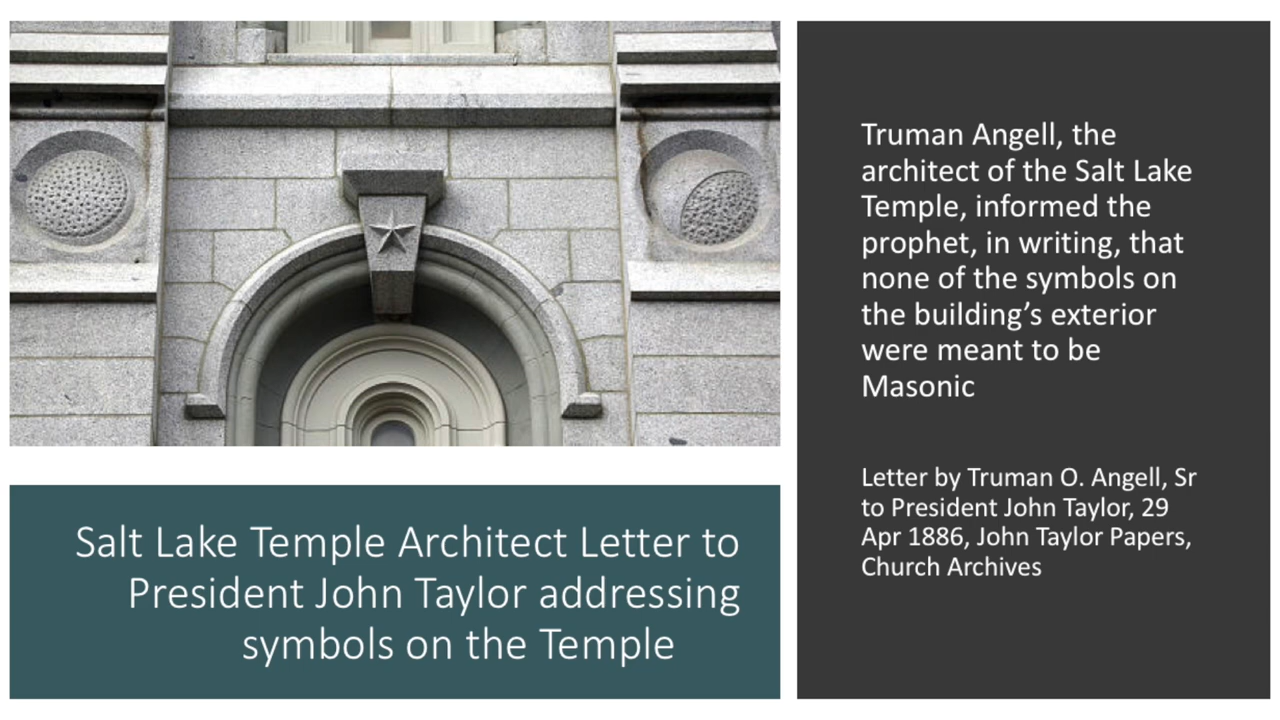 Truman Angell, the
architect of the Salt Lake
Temple, informed the
prophet, in writing, that
none of the symbols on
the building’s exterior
were meant to be
Masonic
Letter by Truman O. Angell, Sr
to President John Taylor, 29
Apr 1886, John Taylor Papers,
Church Archives
Salt Lake Temple Architect Letter to
President John Taylor addressing
symbols on the Temple